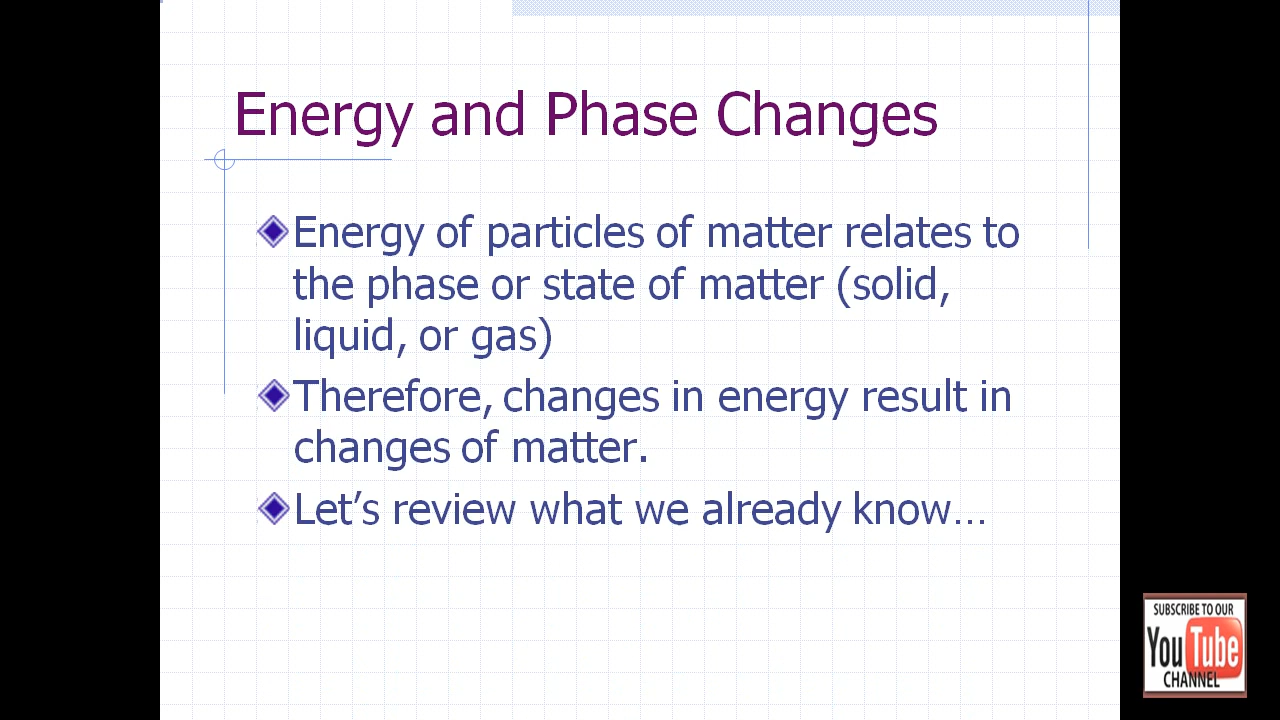 Energy and Phase Changes
Energy of particles of matter relates to
the phase or state of matter (solid,
liquid, or gas)
Therefore, changes in energy result in
changes of matter.
Let’s review what we already know…
SUBSCRIBE TO OUR
YouTube
CHANNEL